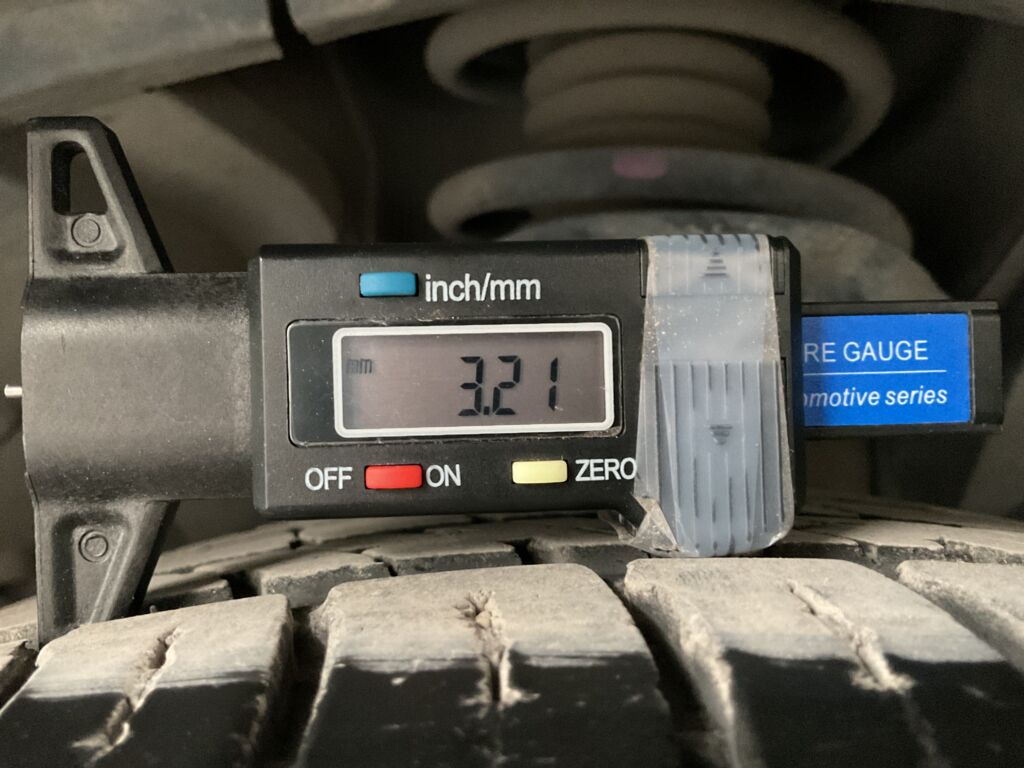 inch/mm
mm
3.21
OFF ON ZERO
RE GAUGE
omotive series